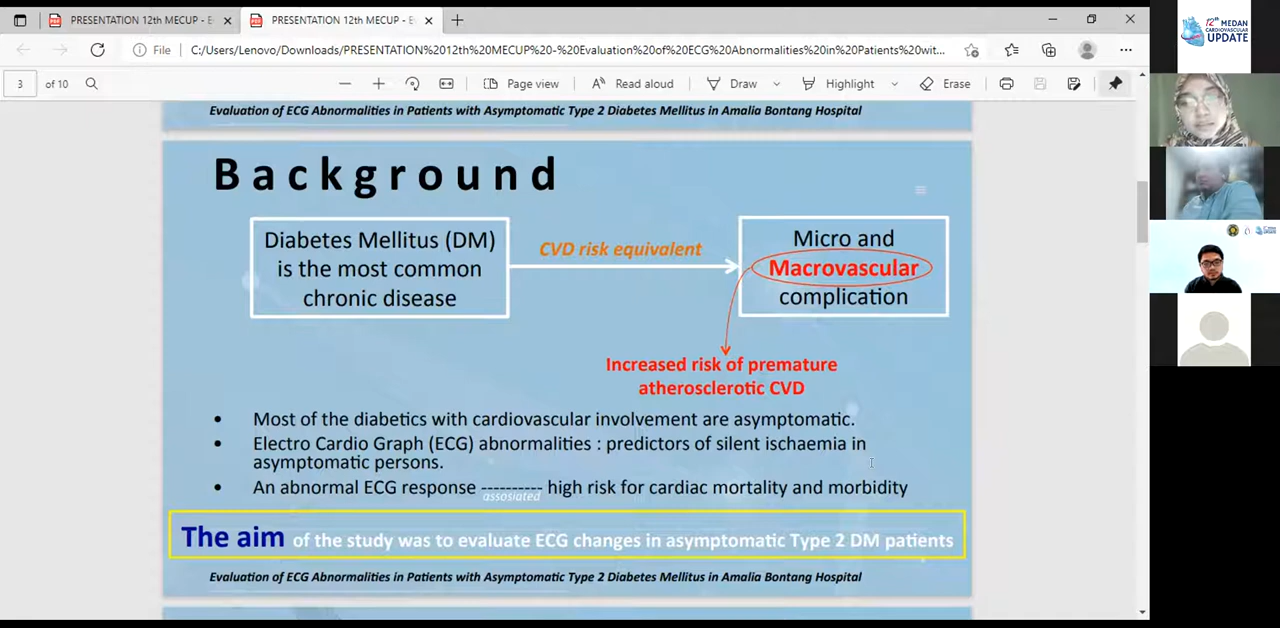 PRESENTATION 12th MECUP - E
PRESENTATION 12th MECUP - E
File
C:/Users/Lenovo/Downloads/PRESENTATION%2012th%20MECUP%20-%20Evaluation%20of%20ECG%20Abnormalities%20in%20Patients%20wit...
3 of 10
Page view
Read aloud
Draw
Highlight
Erase
Evaluation of ECG Abnormalities in Patients with Asymptomatic Type 2 Diabetes Mellitus in Amalia Bontang Hospital
Background
Diabetes Mellitus (DM)
is the most common
chronic disease
CVD risk equivalent
Micro and
Macrovascular
complication
Increased risk of premature
atherosclerotic CVD
• Most of the diabetics with cardiovascular involvement are asymptomatic.
• Electro Cardio Graph (ECG) abnormalities : predictors of silent ischaemia in
asymptomatic persons.
• An abnormal ECG response ---------- high risk for cardiac mortality and morbidity
assosiated
The aim of the study was to evaluate ECG changes in asymptomatic Type 2 DM patients
Evaluation of ECG Abnormalities in Patients with Asymptomatic Type 2 Diabetes Mellitus in Amalia Bontang Hospital
12th MEDAN
CARDIOVASCULAR
UPDATE